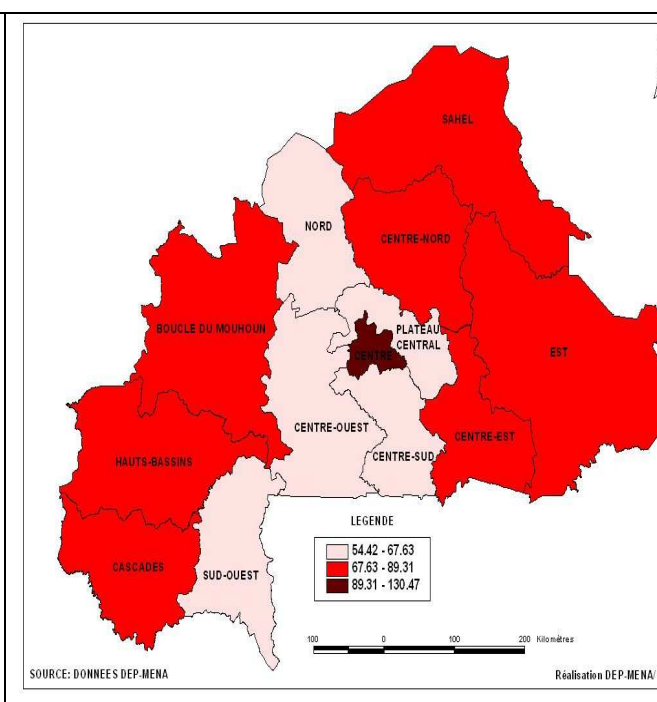 SAHEL
NORD
CENTRE-NORD
BOUCLE DU MOUHOUN
PLATEAU
CENTRAL
CENTRE
EST
CENTRE-OUEST
CENTRE-EST
HAUTS-BASSINS
CENTRE-SUD
CASCADES
SUD-OUEST
LEGENDE
54.42 - 67.63
67.63 - 89.31
89.31 - 130.47
100 0 100 200 Kilométres
SOURCE: DONNEES DEP-MENA
Réalisation DEP-MENA/